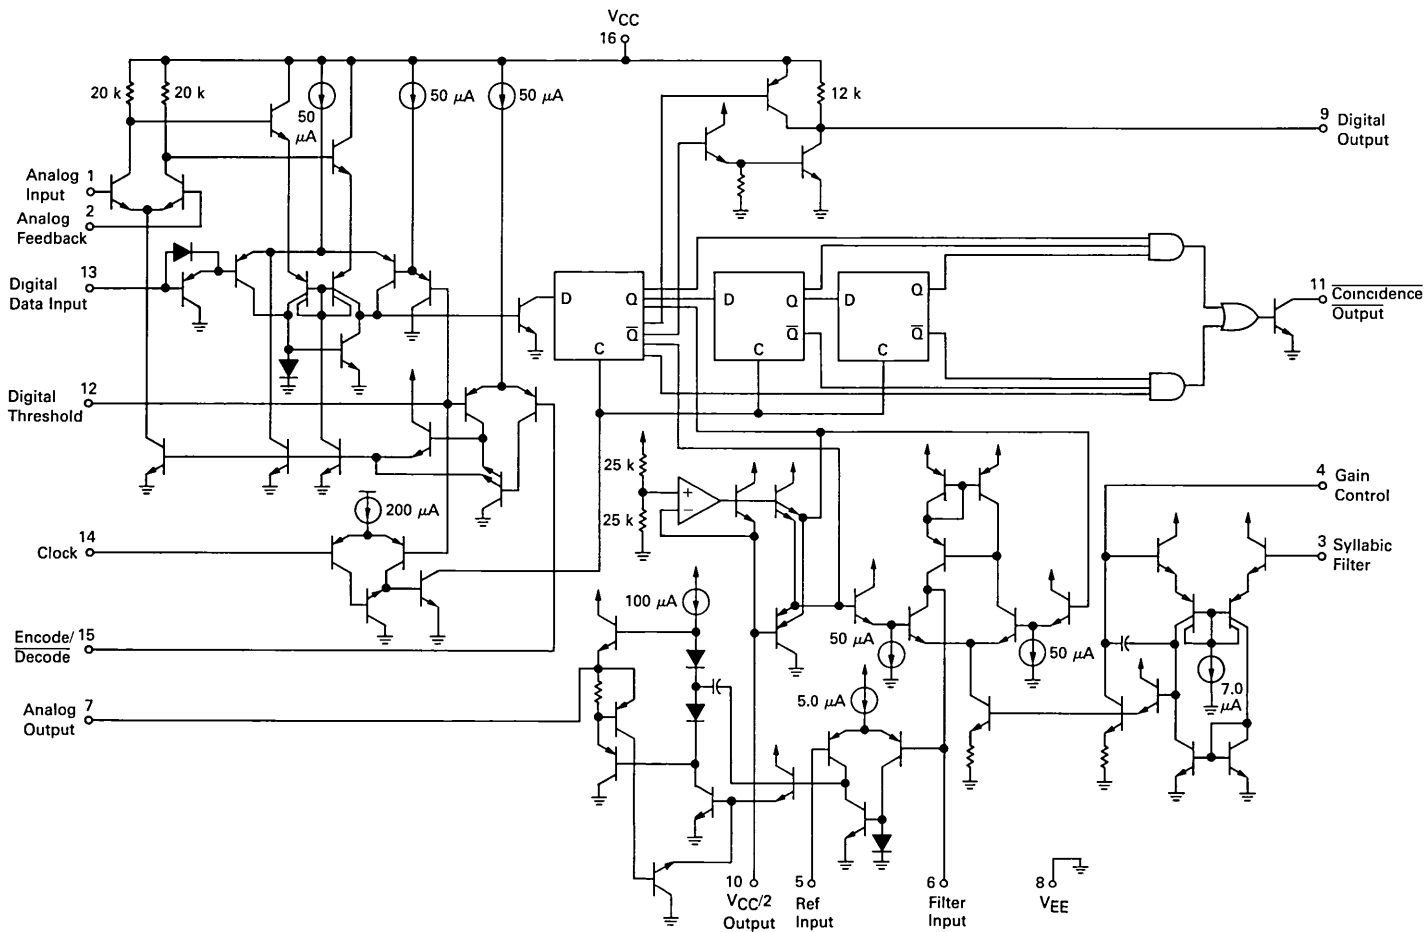 VCC
16
20 k
20 k
50
μA
50 μA
50 μA
12 k
9
Digital
Output
Analog 1
Input
2
Analog
Feedback
13
Digital
Data Input
D
Q
Q̅
C
D
Q
Q̅
C
D
Q
Q̅
C
11 Coincidence
Output
12
Digital
Threshold
25 k
25 k
+
−
4 Gain
Control
200 μA
14
Clock
3 Syllabic
Filter
100 μA
50 μA
50 μA
Encode/ 15
Decode
5.0 μA
7.0
μA
Analog 7
Output
10
VCC/2
Output
5
Ref
Input
6
Filter
Input
8
VEE